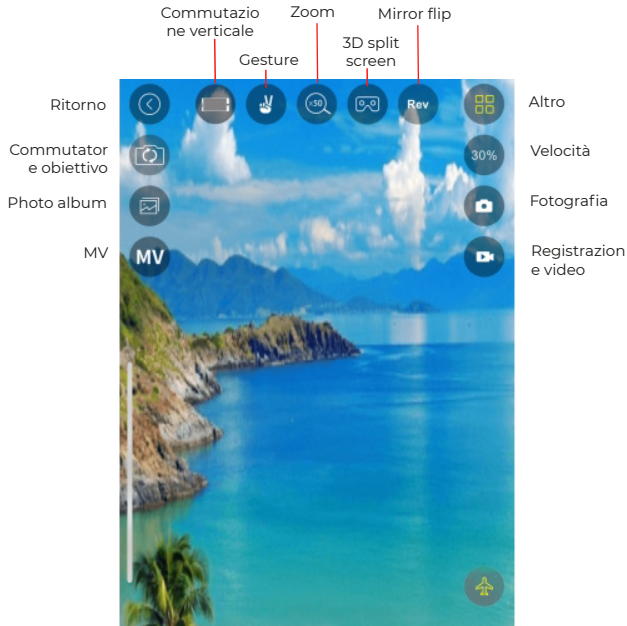 Commutazio
ne verticale
Zoom
Mirror flip
Gesture
3D split
screen
Ritorno
x50
Rev
Altro
Commutator
e obiettivo
30%
Velocità
Photo album
Fotografia
MV
MV
Registrazion
e video